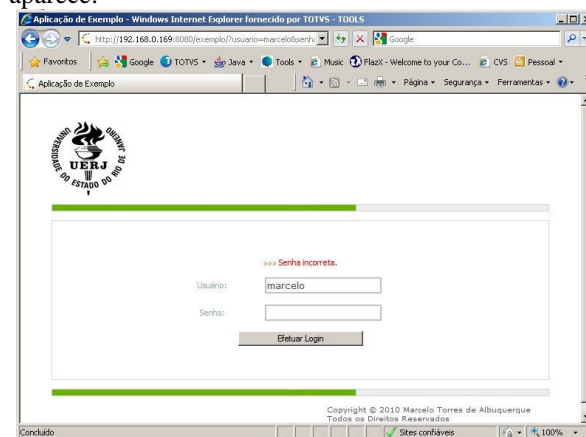 aparece:
Aplicação de Exemplo - Windows Internet Explorer fornecido por TOTVS - TOOLS
http://192.168.0.169:8080/exemplo/?usuario=marcelo&senh
Google
Favoritos Google TOTVS Java Tools Music FlazX - Welcome to your Co... CVS Pessoal
Aplicação de Exemplo Página Segurança Ferramentas
UNIVERSIDADE DO ESTADO DO RIO DE JANEIRO
UERJ
>>> Senha incorreta.
Usuário: marcelo
Senha:
Efetuar Login
Copyright © 2010 Marcelo Torres de Albuquerque
Todos os Direitos Reservados
Concluído Sites confiáveis 100%